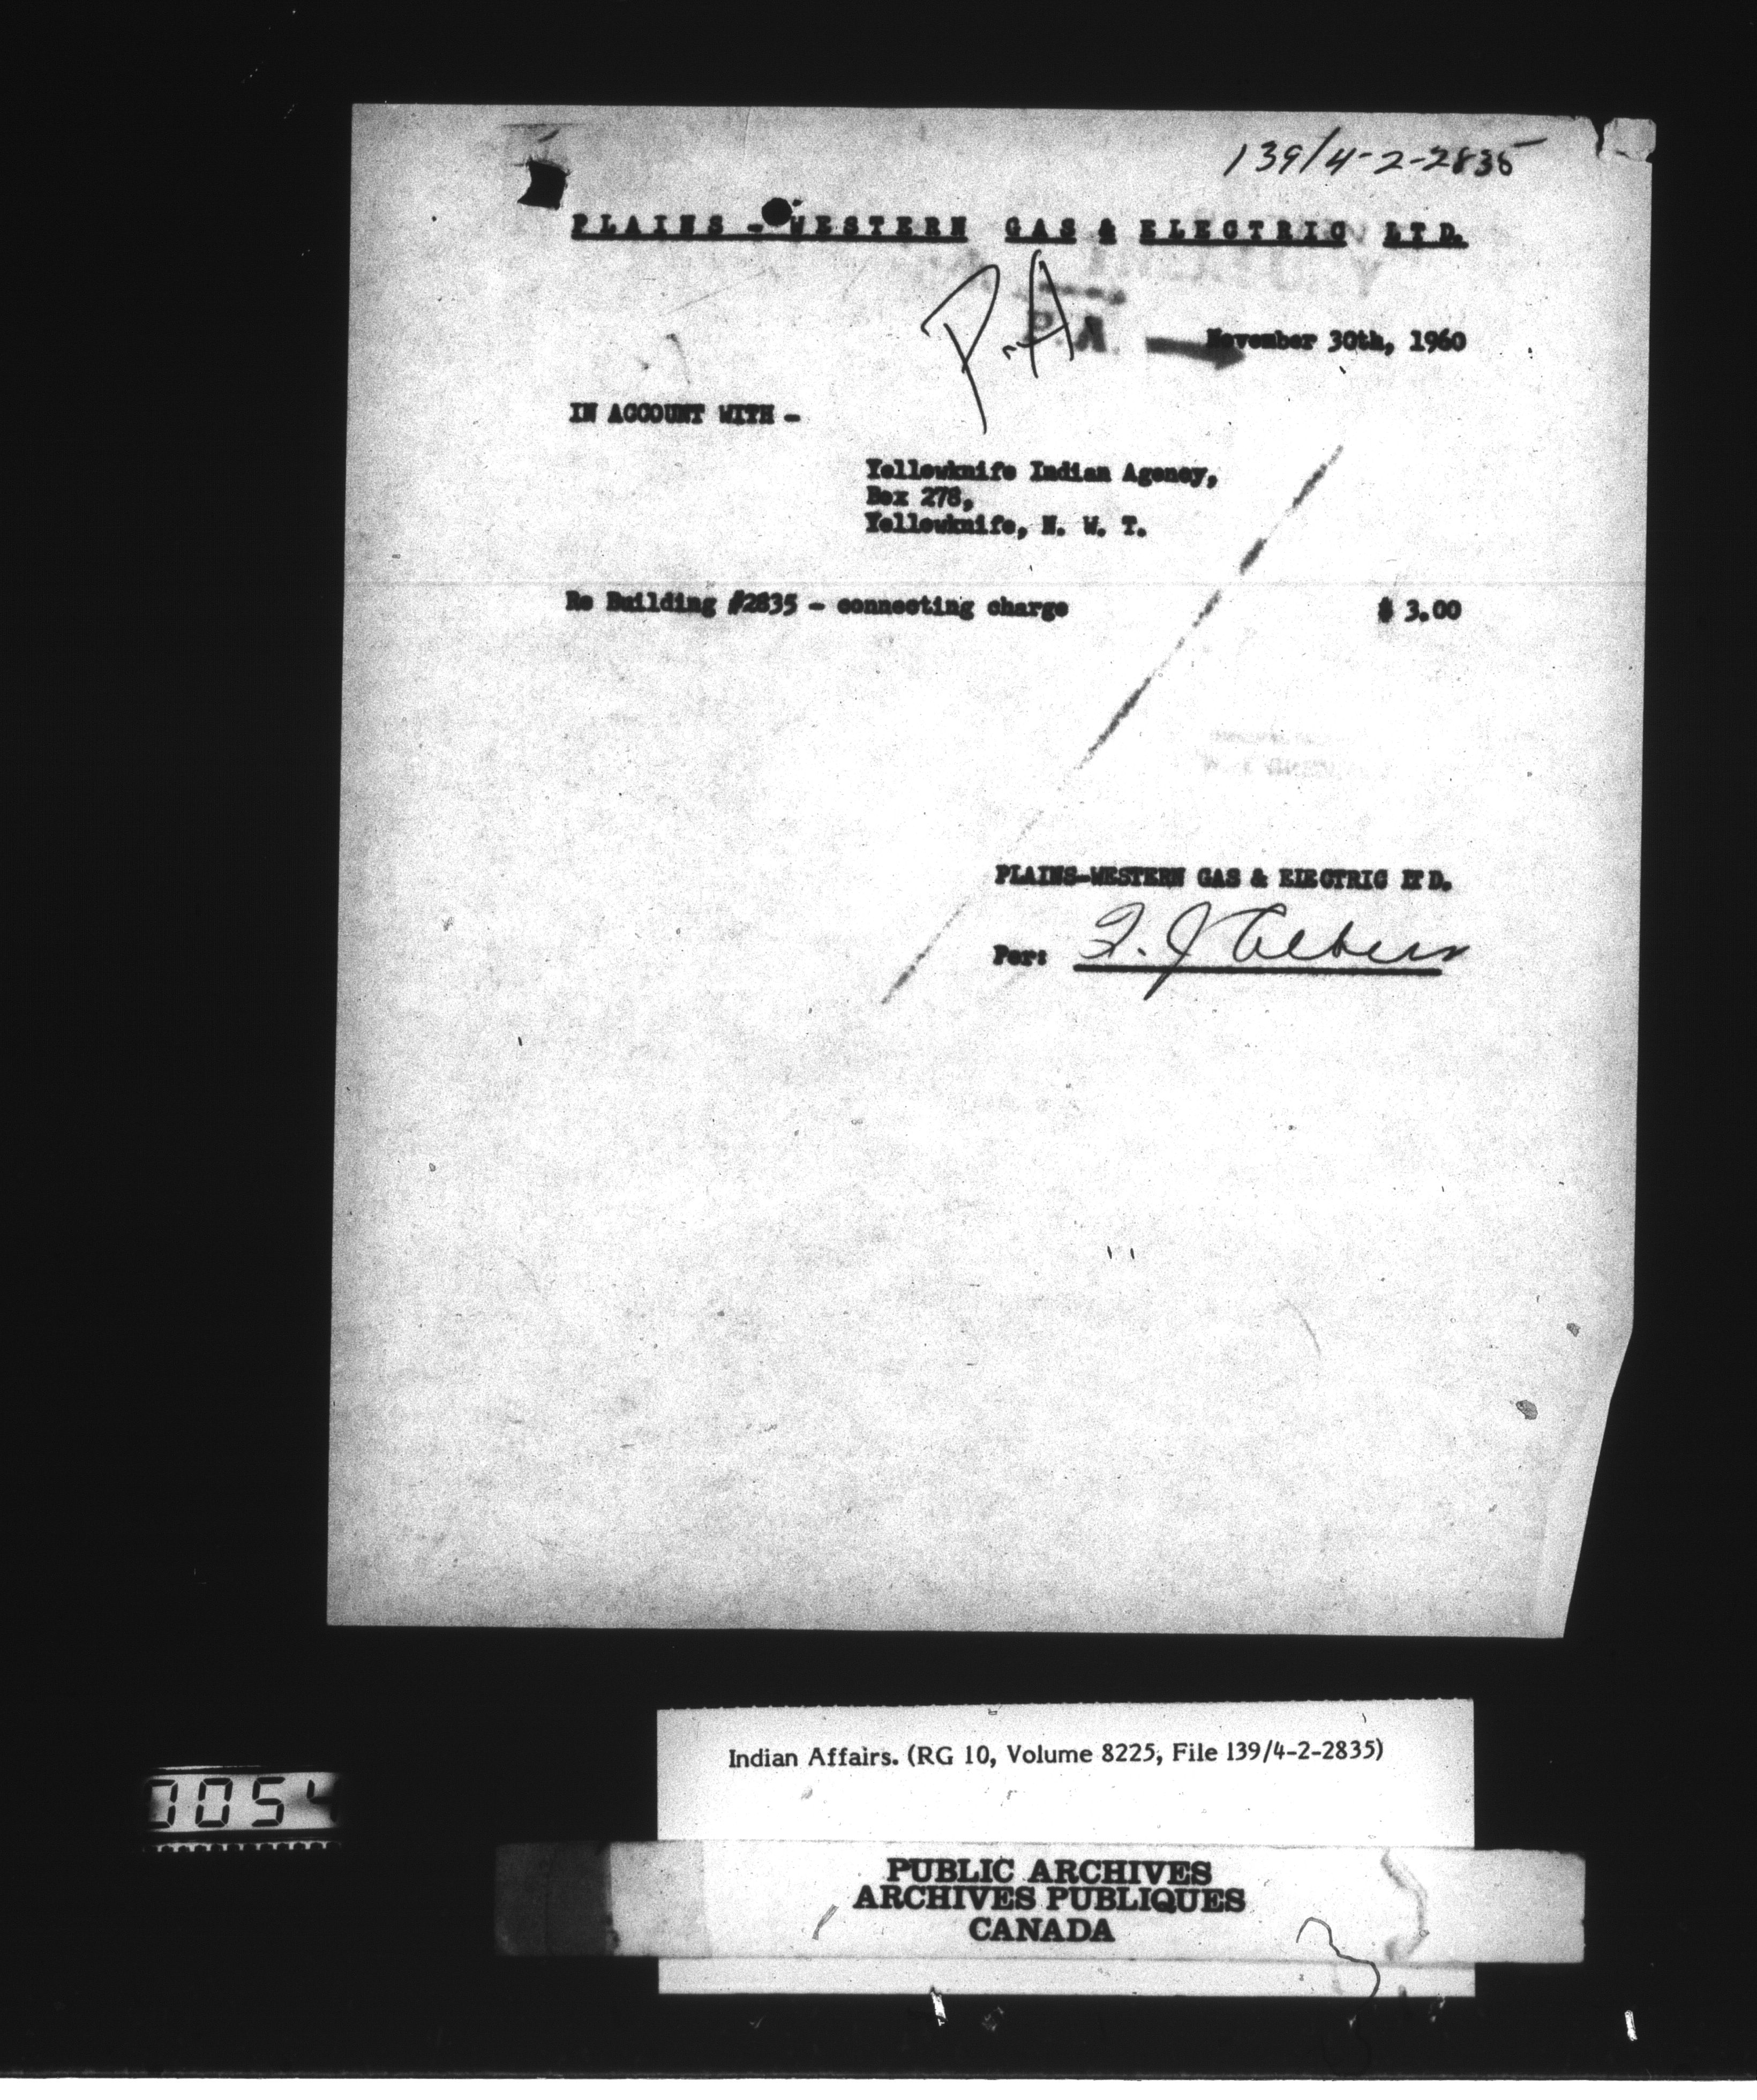 139/4-2-2835
PLAINS - WESTERN GAS & ELECTRIC LTD.
P.A
P.A.
November 30th, 1960
IN ACCOUNT WITH -
Yellowknife Indian Agency,
Box 278,
Yellowknife, N. W. T.
Re Building #2835 - connecting charge $ 3.00
PLAINS-WESTERN GAS & ELECTRIC LTD.
Per: F. J.
Indian Affairs. (RG 10, Volume 8225, File 139/4-2-2835)
0054
PUBLIC ARCHIVES
ARCHIVES PUBLIQUES
CANADA